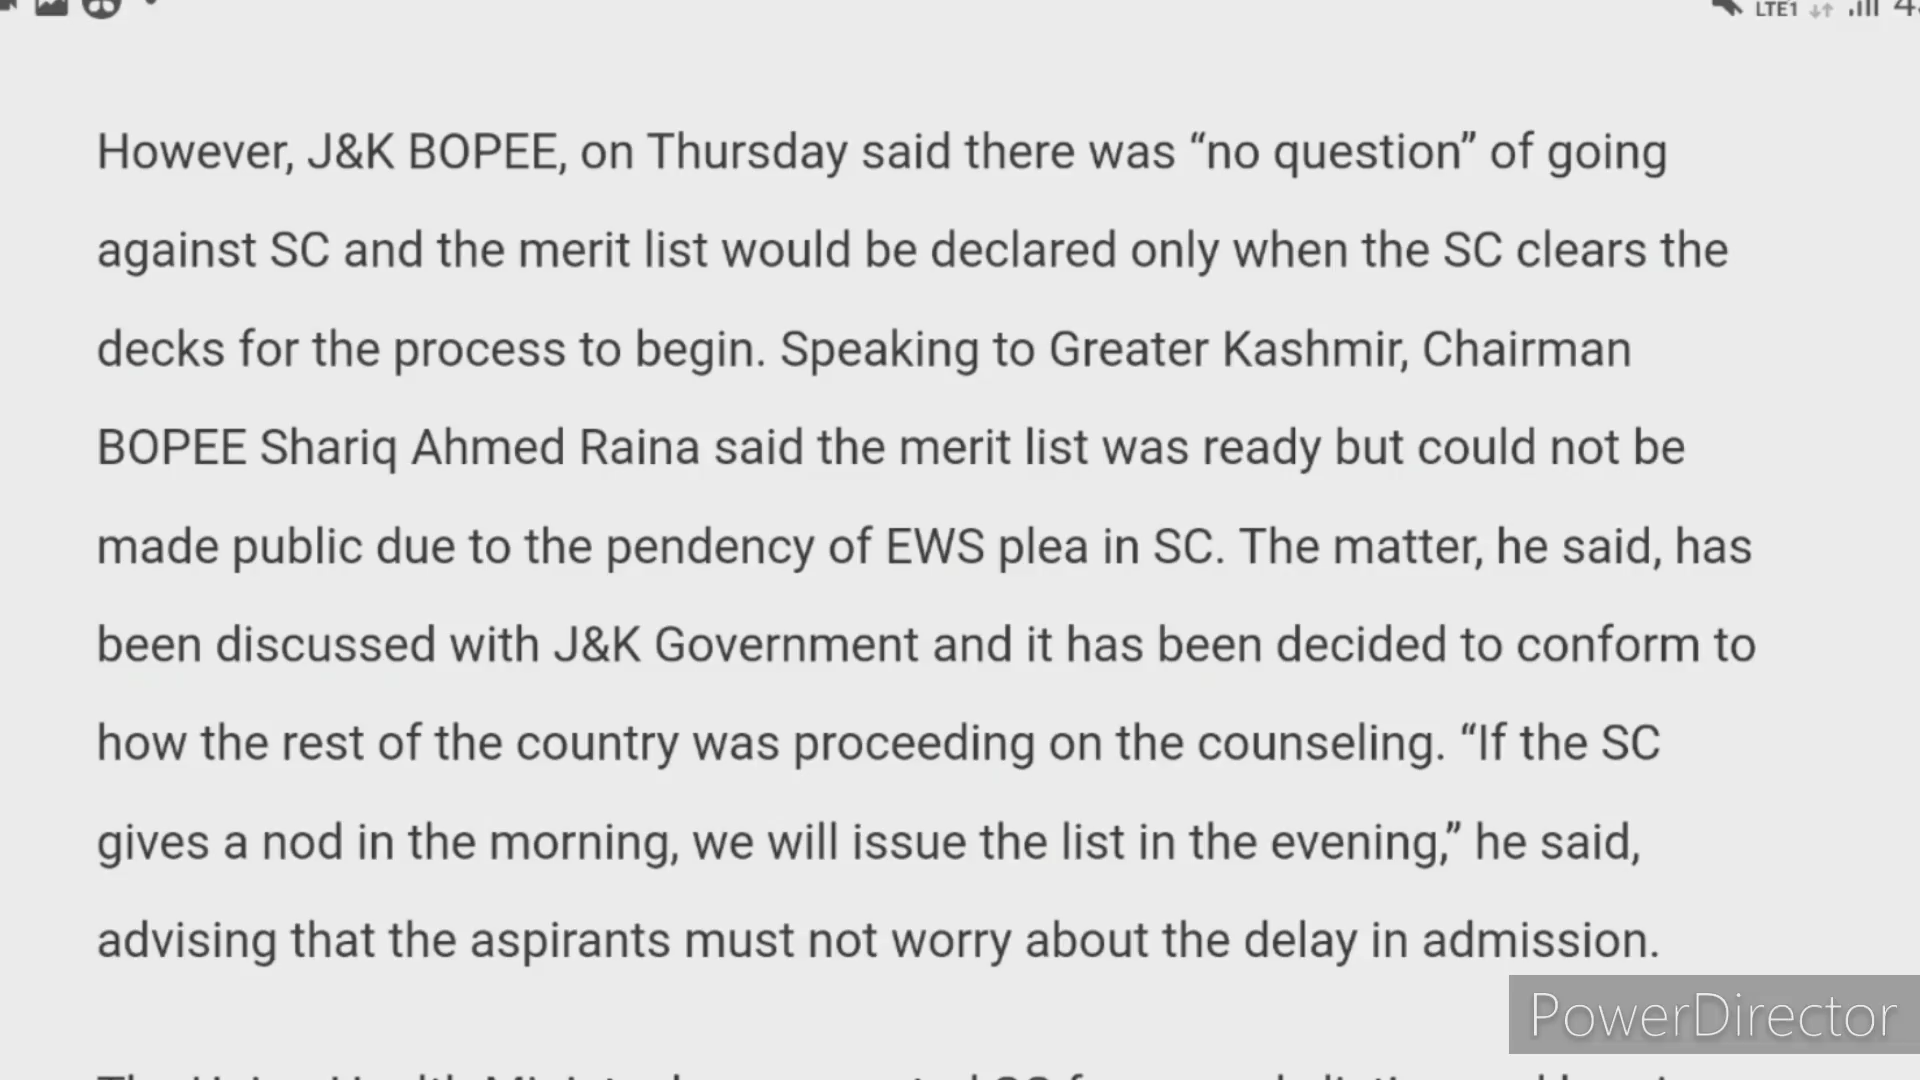 LTE1
However, J&K BOPEE, on Thursday said there was “no question” of going
against SC and the merit list would be declared only when the SC clears the
decks for the process to begin. Speaking to Greater Kashmir, Chairman
BOPEE Shariq Ahmed Raina said the merit list was ready but could not be
made public due to the pendency of EWS plea in SC. The matter, he said, has
been discussed with J&K Government and it has been decided to conform to
how the rest of the country was proceeding on the counseling. “If the SC
gives a nod in the morning, we will issue the list in the evening,” he said,
advising that the aspirants must not worry about the delay in admission.
PowerDirector